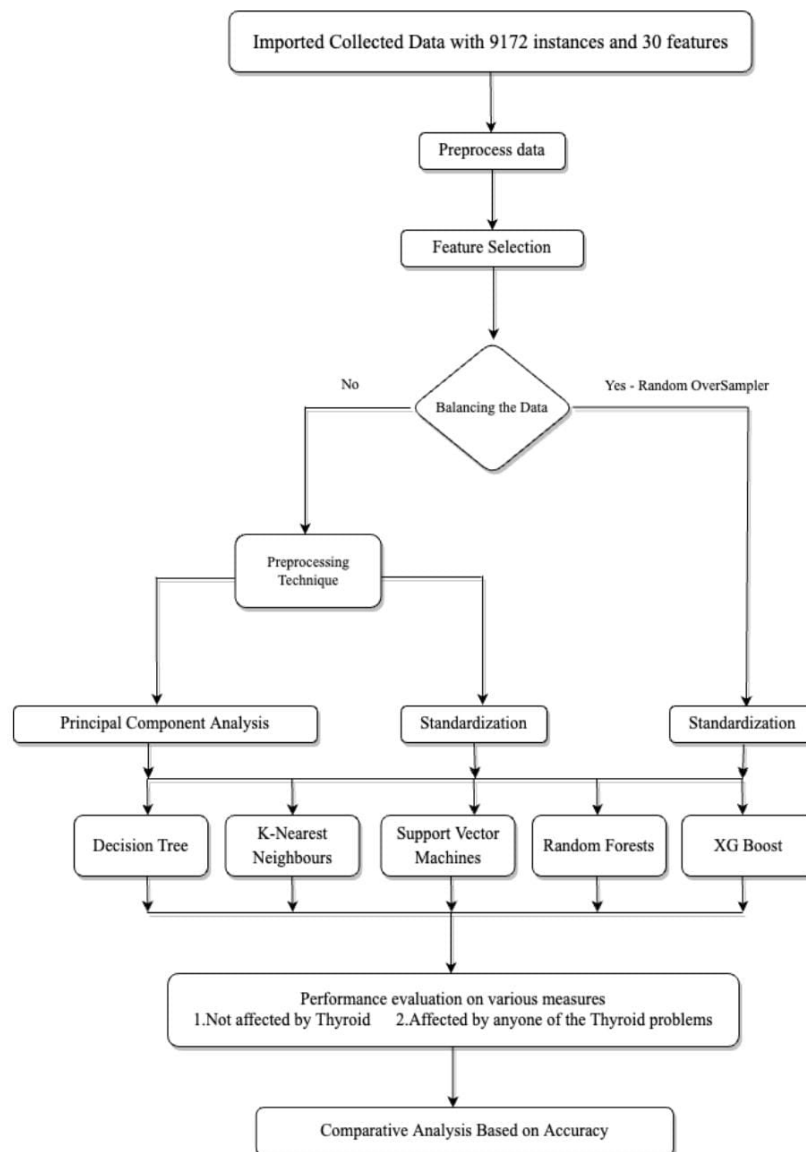 Imported Collected Data with 9172 instances and 30 features
Preprocess data
Feature Selection
No
Yes - Random OverSampler
Balancing the Data
Preprocessing
Technique
Principal Component Analysis
Standardization
Standardization
Decision Tree
K-Nearest
Neighbours
Support Vector
Machines
Random Forests
XG Boost
Performance evaluation on various measures
1.Not affected by Thyroid 2.Affected by anyone of the Thyroid problems
Comparative Analysis Based on Accuracy